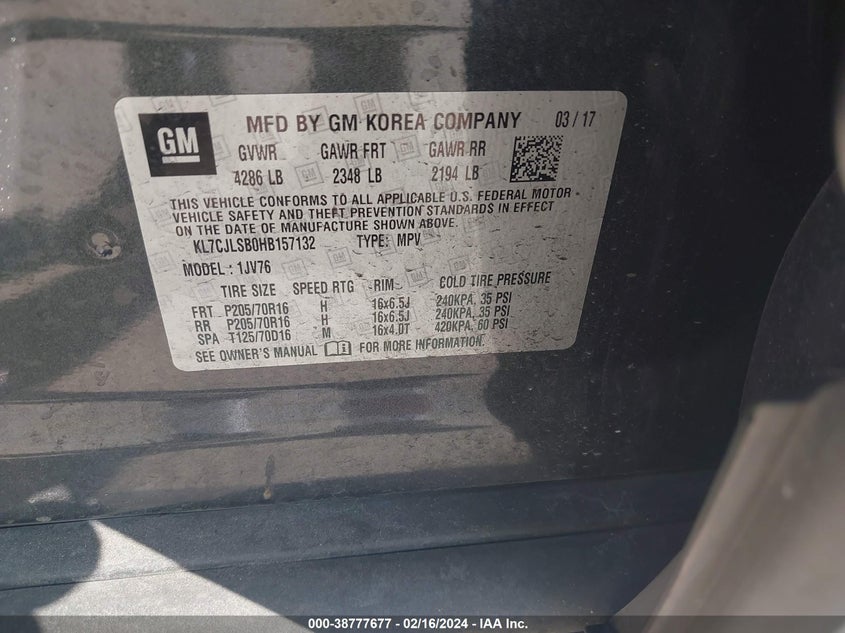 GM
MFD BY GM KOREA COMPANY 03 / 17
GVWR GAWR FRT GAWR RR
4286 LB 2348 LB 2194 LB
THIS VEHICLE CONFORMS TO ALL APPLICABLE U.S. FEDERAL MOTOR
VEHICLE SAFETY AND THEFT PREVENTION STANDARDS IN EFFECT
ON THE DATE OF MANUFACTURE SHOWN ABOVE.
KL7CJLSB0HB157132 TYPE: MPV
MODEL : 1JV76
TIRE SIZE SPEED RTG RIM COLD TIRE PRESSURE
FRT P205/70R16 H 16x6.5J 240KPA, 35 PSI
RR P205/70R16 H 16x6.5J 240KPA, 35 PSI
SPA T125/70D16 M 16x4.0T 420KPA, 60 PSI
SEE OWNER'S MANUAL FOR MORE INFORMATION.
000-38777677 - 02/16/2024 - IAA Inc.